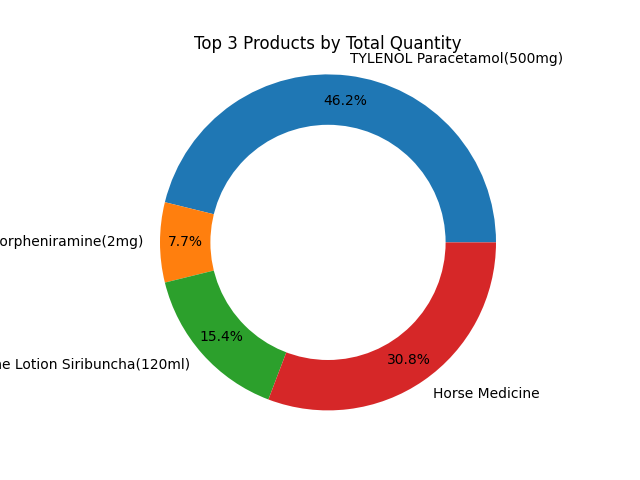 Top 3 Products by Total Quantity
TYLENOL Paracetamol(500mg)
46.2%
orpheniramine(2mg)
7.7%
15.4%
e Lotion Siribuncha(120ml)
30.8%
Horse Medicine